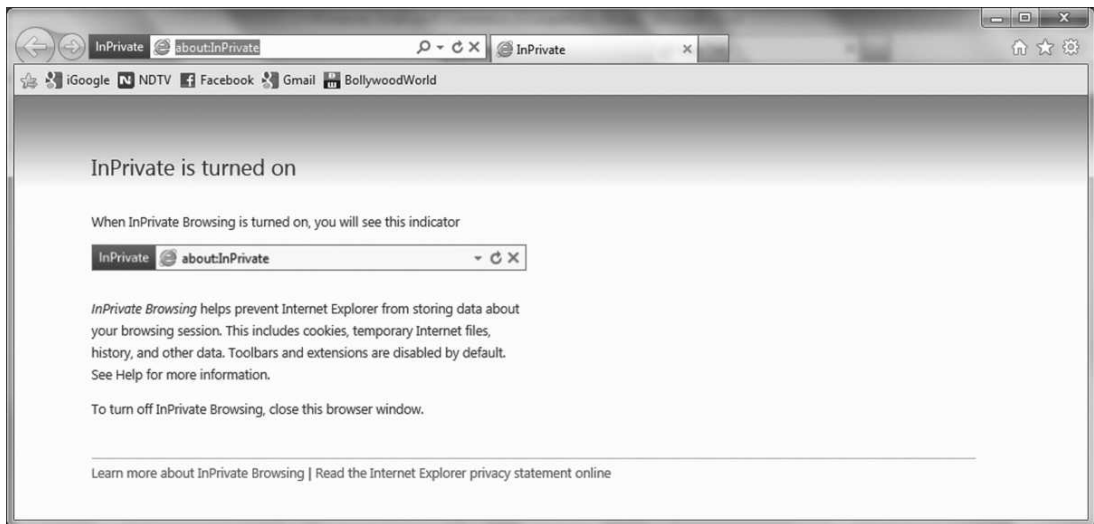 InPrivate about:InPrivate InPrivate
iGoogle NDTV Facebook Gmail BollywoodWorld
InPrivate is turned on
When InPrivate Browsing is turned on, you will see this indicator
InPrivate about:InPrivate
InPrivate Browsing helps prevent Internet Explorer from storing data about
your browsing session. This includes cookies, temporary Internet files,
history, and other data. Toolbars and extensions are disabled by default.
See Help for more information.
To turn off InPrivate Browsing, close this browser window.
Learn more about InPrivate Browsing | Read the Internet Explorer privacy statement online